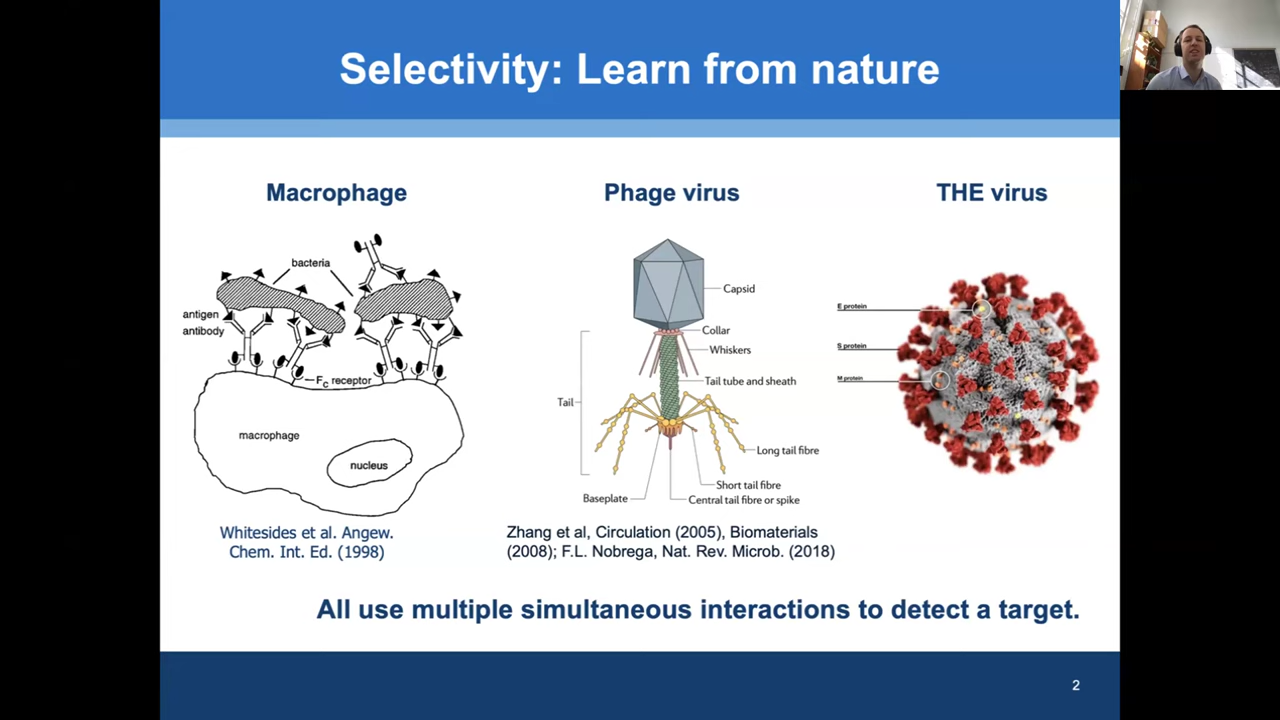 Selectivity: Learn from nature
Macrophage
Phage virus
THE virus
bacteria
antigen
antibody
Fc receptor
macrophage
nucleus
Capsid
Collar
Whiskers
Tail tube and sheath
Tail
Long tail fibre
Short tail fibre
Baseplate
Central tail fibre or spike
E protein
S protein
M protein
Whitesides et al. Angew.
Chem. Int. Ed. (1998)
Zhang et al, Circulation (2005), Biomaterials
(2008); F.L. Nobrega, Nat. Rev. Microb. (2018)
All use multiple simultaneous interactions to detect a target.
2